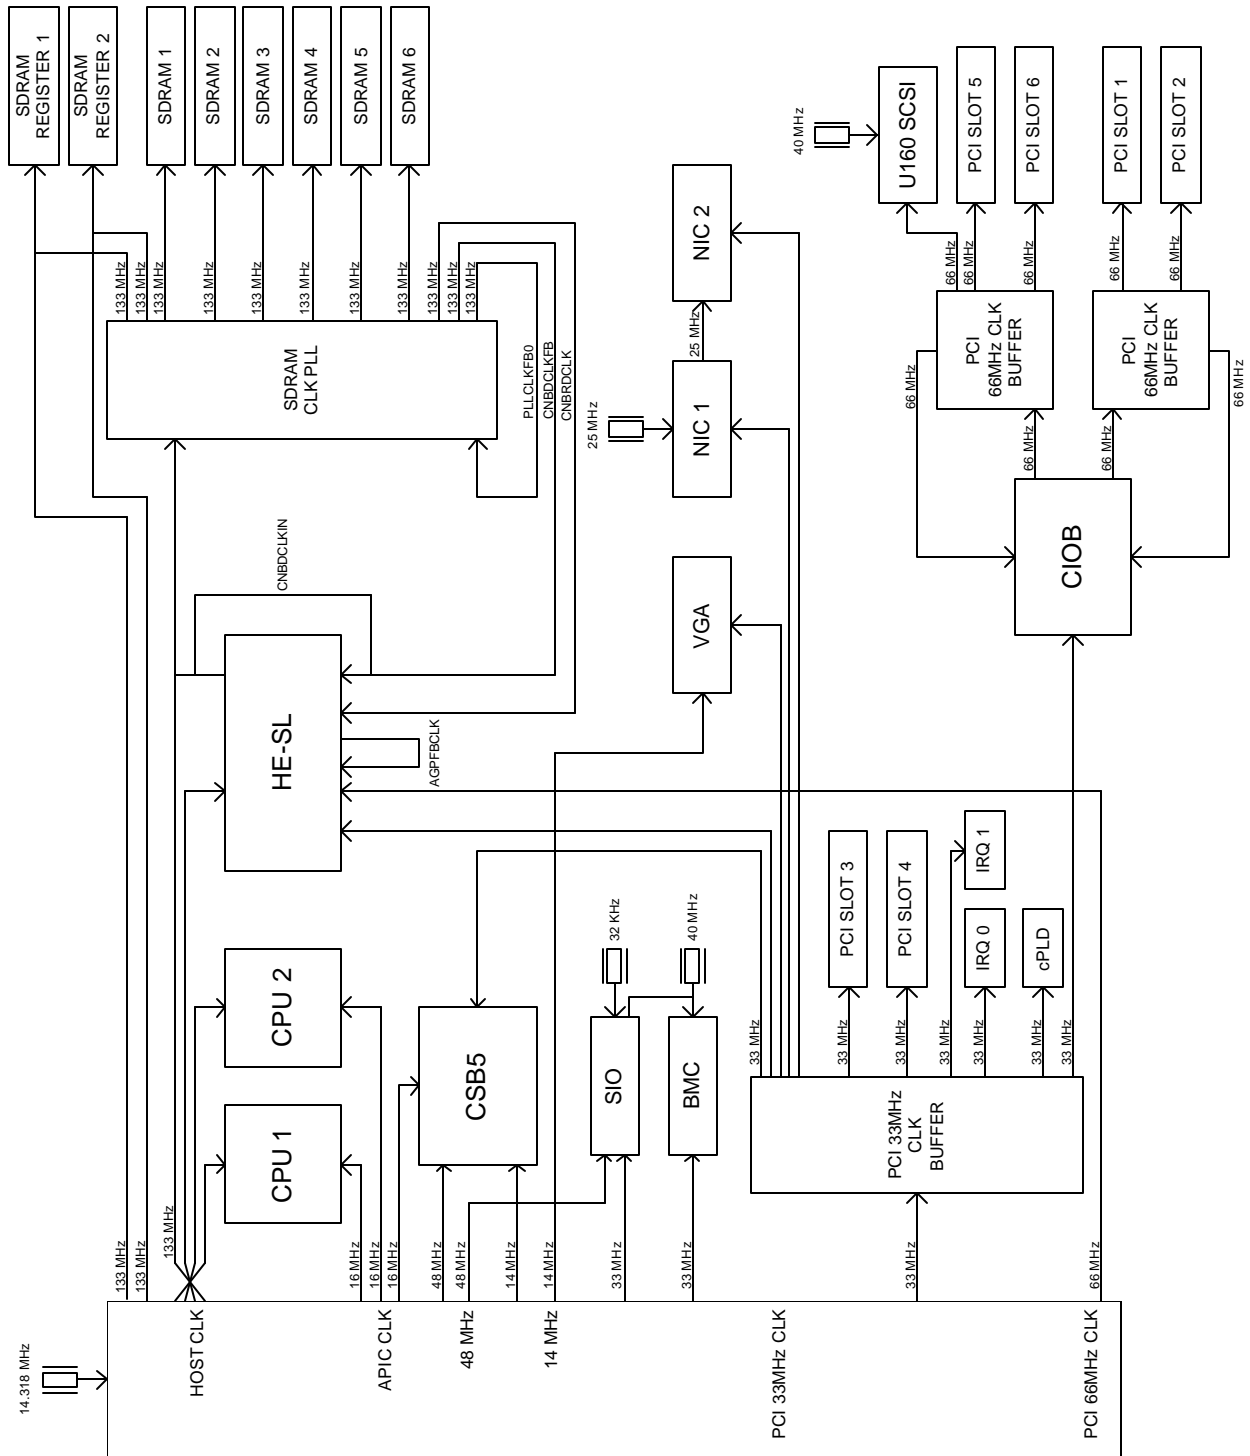 14.318 MHz
HOST CLK
APIC CLK
48 MHz
14 MHz
PCI 33MHz CLK
PCI 66MHz CLK
133 MHz
133 MHz
133 MHz
16 MHz
16 MHz
16 MHz
48 MHz
48 MHz
14 MHz
14 MHz
33 MHz
33 MHz
33 MHz
66 MHz
CPU 1
CPU 2
CSB5
SIO
BMC
32 KHz
40 MHz
PCI 33MHz
CLK
BUFFER
33 MHz
33 MHz
33 MHz
33 MHz
33 MHz
33 MHz
33 MHz
PCI SLOT 3
PCI SLOT 4
IRQ 1
IRQ 0
cPLD
HE-SL
AGPFBCLK
CNBDCLKIN
VGA
NIC 1
25 MHz
25 MHz
NIC 2
SDRAM
CLK PLL
PLLCLKFB0
CNBDCLKFB
CNBRDCLK
133 MHz
133 MHz
133 MHz
133 MHz
133 MHz
133 MHz
133 MHz
133 MHz
133 MHz
133 MHz
133 MHz
SDRAM
REGISTER 1
SDRAM
REGISTER 2
SDRAM 1
SDRAM 2
SDRAM 3
SDRAM 4
SDRAM 5
SDRAM 6
CIOB
66 MHz
66 MHz
66 MHz
66 MHz
PCI
66MHz CLK
BUFFER
PCI
66MHz CLK
BUFFER
66 MHz
66 MHz
66 MHz
66 MHz
66 MHz
40 MHz
U160 SCSI
PCI SLOT 5
PCI SLOT 6
PCI SLOT 1
PCI SLOT 2